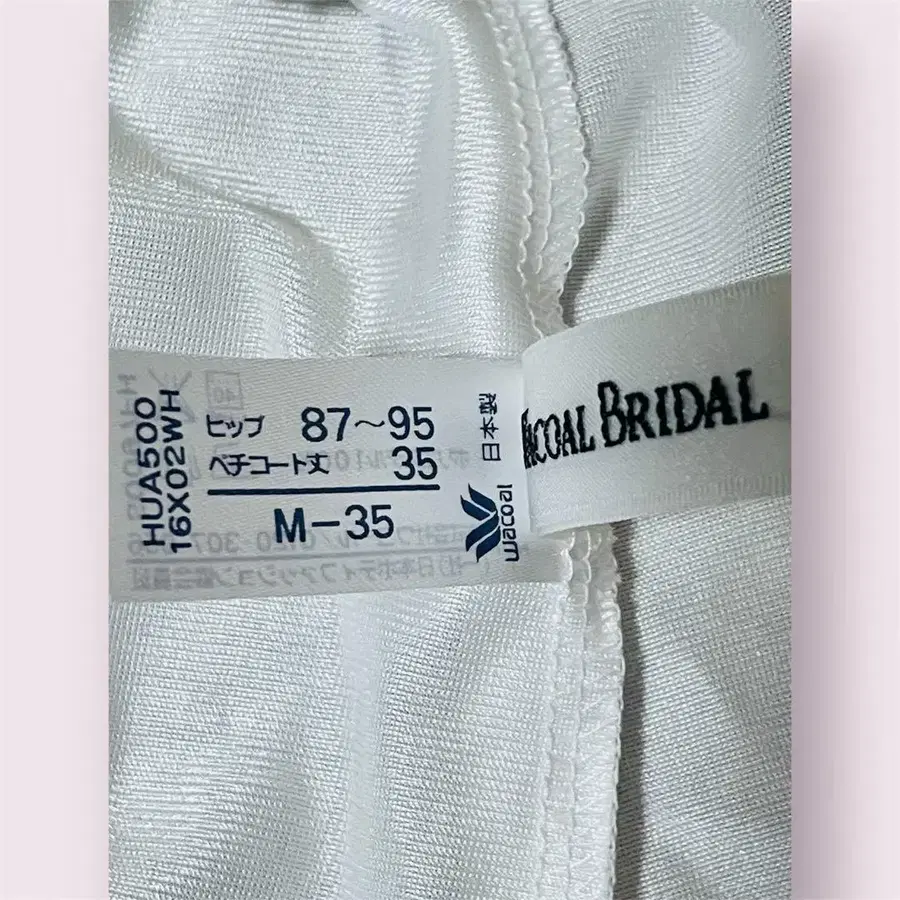 HUA500
16X02WH
ヒップ 87～95
ペチコート丈 35
M－35
日本製
wacoal
WACOAL BRIDAL